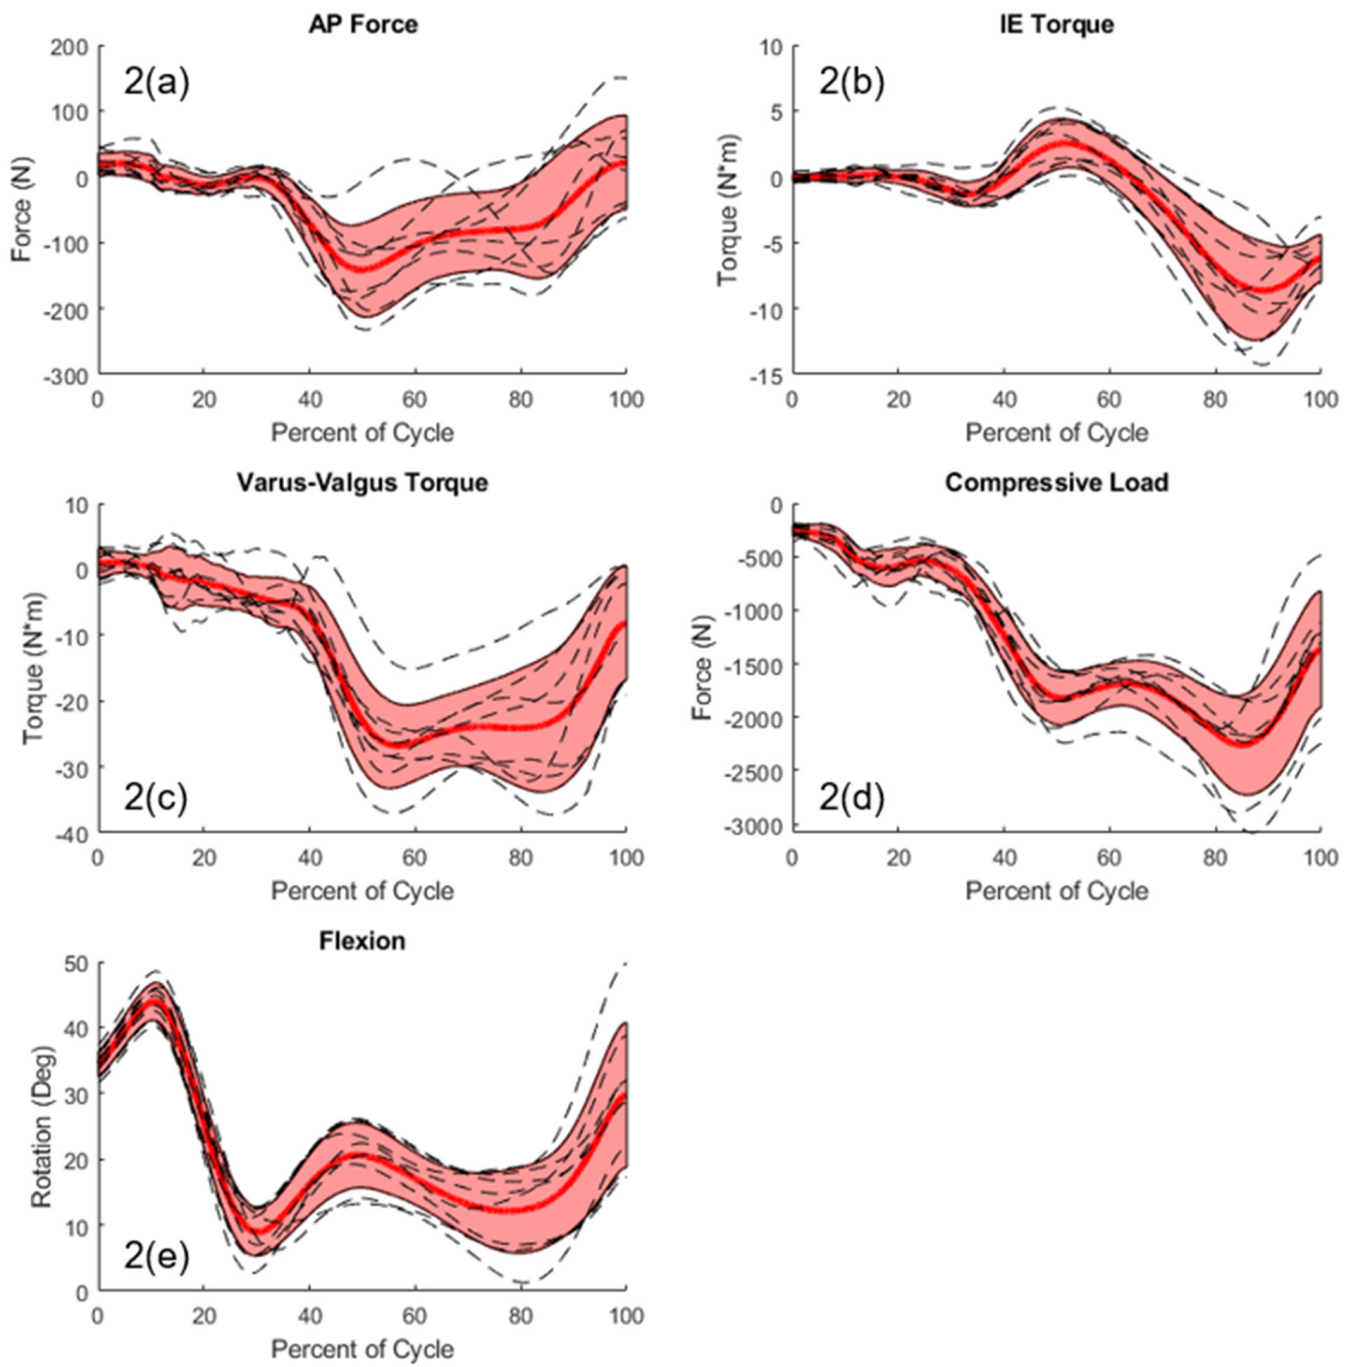 AP Force
200
100
0
-100
-200
-300
Force (N)
2(a)
0 20 40 60 80 100
Percent of Cycle
IE Torque
10
5
0
-5
-10
-15
Torque (N*m)
2(b)
0 20 40 60 80 100
Percent of Cycle
Varus-Valgus Torque
10
0
-10
-20
-30
-40
Torque (N*m)
2(c)
0 20 40 60 80 100
Percent of Cycle
Compressive Load
0
-500
-1000
-1500
-2000
-2500
-3000
Force (N)
2(d)
0 20 40 60 80 100
Percent of Cycle
Flexion
50
40
30
20
10
0
Rotation (Deg)
2(e)
0 20 40 60 80 100
Percent of Cycle